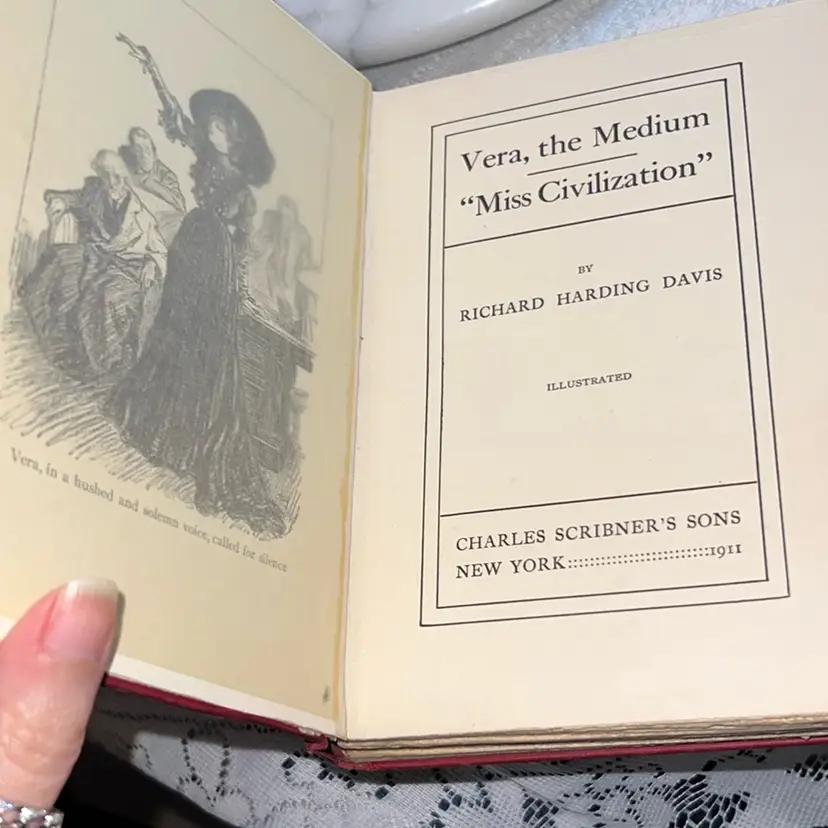 Vera, in a hushed and solemn voice, called for silence
Vera, the Medium
"Miss Civilization"
BY
RICHARD HARDING DAVIS
ILLUSTRATED
CHARLES SCRIBNER'S SONS
NEW YORK::::::::::::::::::::::::1911